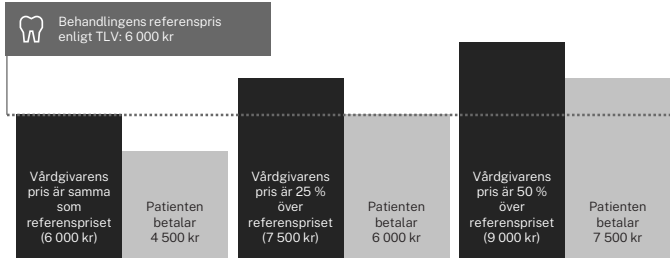 Behandlingens referenspris
enligt TLV: 6 000 kr
Vårdgivarens
pris är samma
som
referenspriset
(6 000 kr)
Patienten
betalar
4 500 kr
Vårdgivarens
pris är 25 %
över
referenspriset
(7 500 kr)
Patienten
betalar
6 000 kr
Vårdgivarens
pris är 50 %
över
referenspriset
(9 000 kr)
Patienten
betalar
7 500 kr